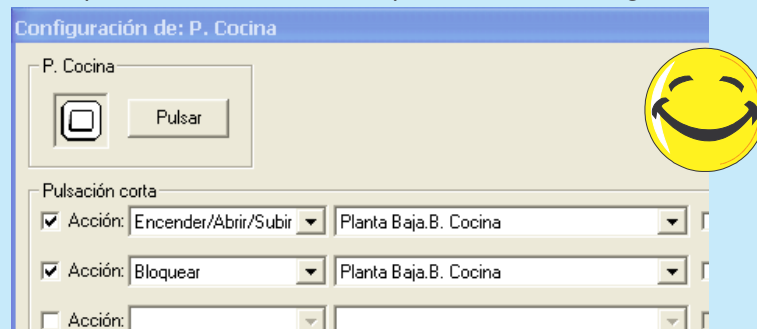 Configuración de: P. Cocina
P. Cocina
Pulsar
Pulsación corta
Acción: Encender/Abrir/Subir Planta Baja.B. Cocina
Acción: Bloquear Planta Baja.B. Cocina
Acción: